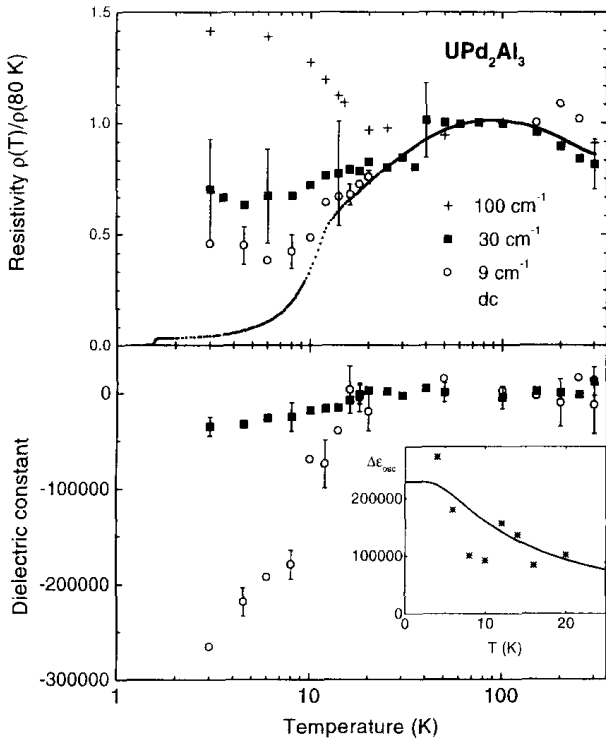 1.5
1.0
0.5
0.0
Resistivity ρ(T)/ρ(80 K)
UPd₂Al₃
+ 100 cm⁻¹
■ 30 cm⁻¹
○ 9 cm⁻¹
dc
0
-100000
-200000
-300000
Dielectric constant
Δε_osc
200000
100000
0
0 10 20
T (K)
1 10 100
Temperature (K)